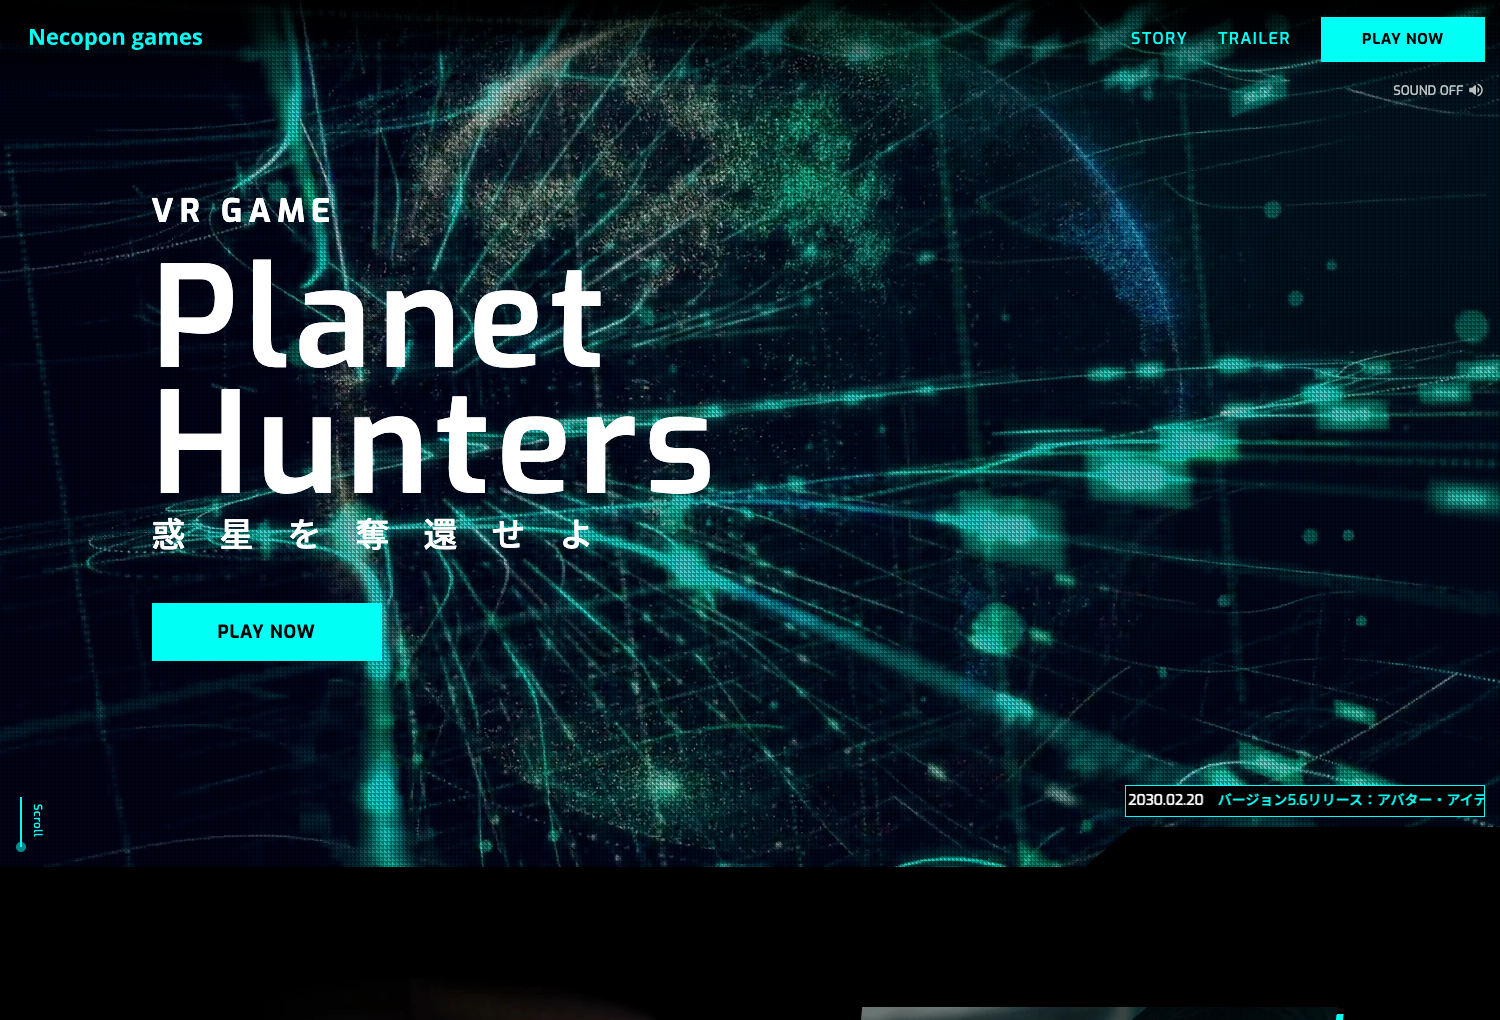 Necopon games
STORY
TRAILER
PLAY NOW
SOUND OFF
VR GAME
Planet
Hunters
惑星を奪還せよ
PLAY NOW
Scroll
2030.02.20 バージョン5.6リリース：アバター・アイテ